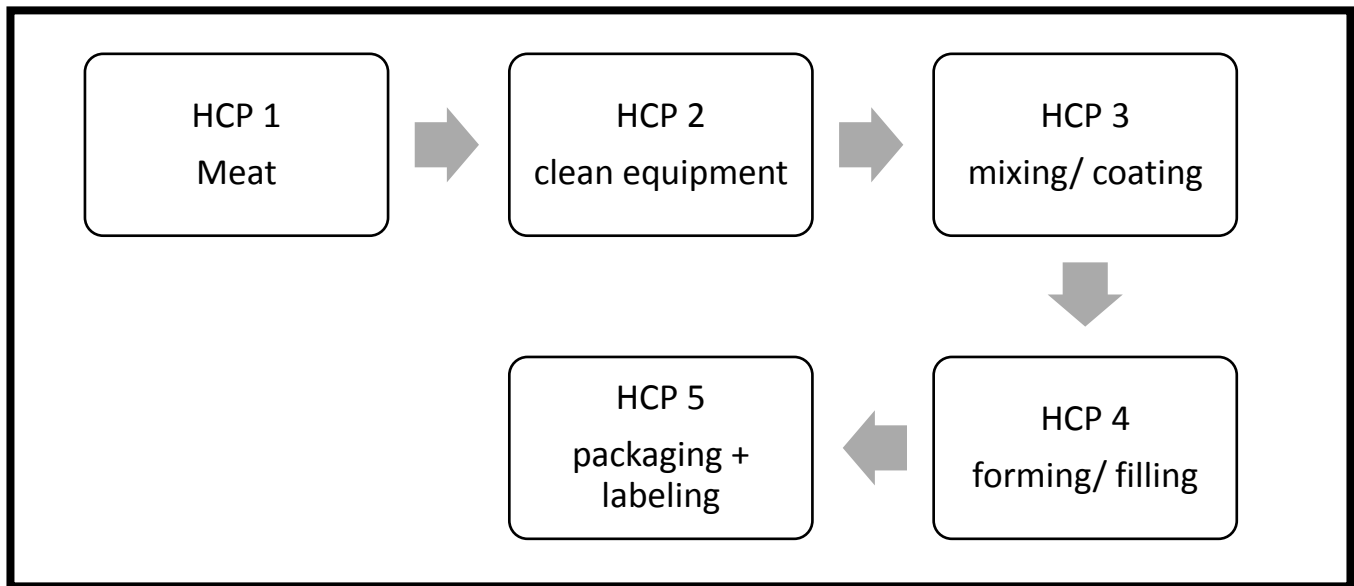 HCP 1
Meat
HCP 2
clean equipment
HCP 3
mixing/ coating
HCP 4
forming/ filling
HCP 5
packaging +
labeling